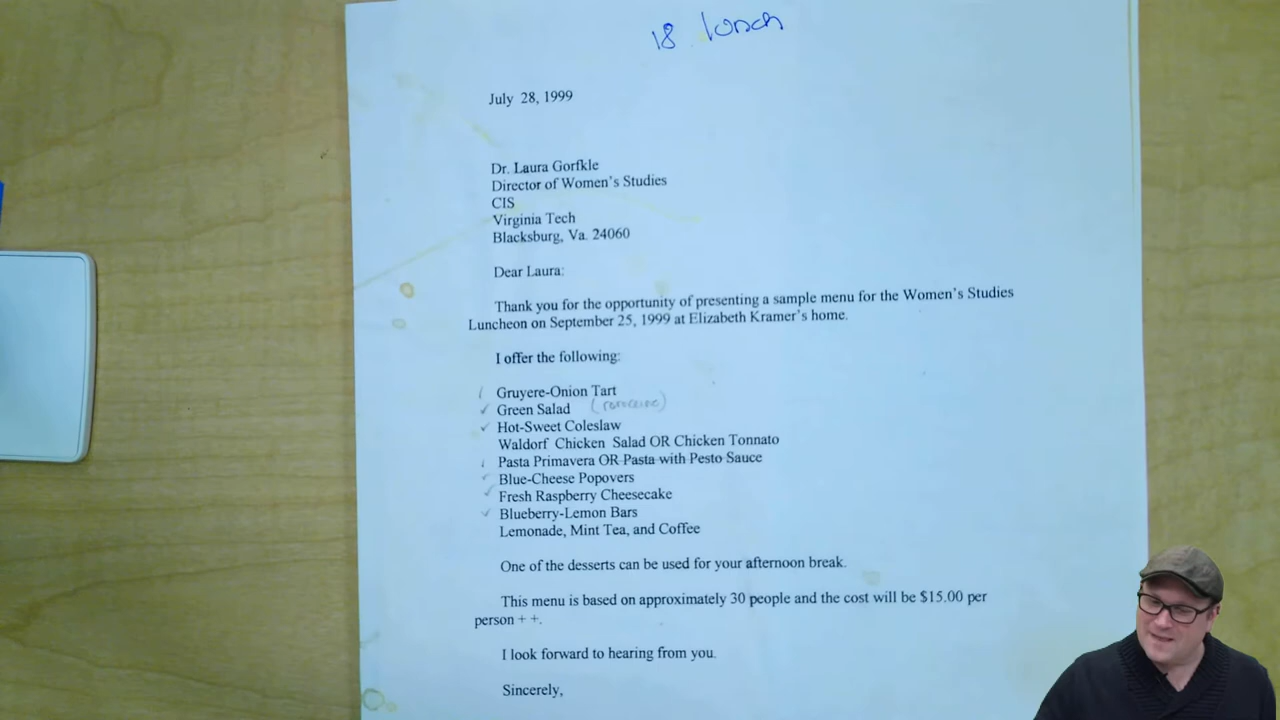 18 lunch
July 28, 1999
Dr. Laura Gorfkle
Director of Women's Studies
CIS
Virginia Tech
Blacksburg, Va. 24060
Dear Laura:
Thank you for the opportunity of presenting a sample menu for the Women's Studies
Luncheon on September 25, 1999 at Elizabeth Kramer's home.
I offer the following:
Gruyere-Onion Tart
Green Salad
Hot-Sweet Coleslaw
Waldorf Chicken Salad OR Chicken Tonnato
Pasta Primavera OR Pasta with Pesto Sauce
Blue-Cheese Popovers
Fresh Raspberry Cheesecake
Blueberry-Lemon Bars
Lemonade, Mint Tea, and Coffee
One of the desserts can be used for your afternoon break.
This menu is based on approximately 30 people and the cost will be $15.00 per
person + +.
I look forward to hearing from you.
Sincerely,